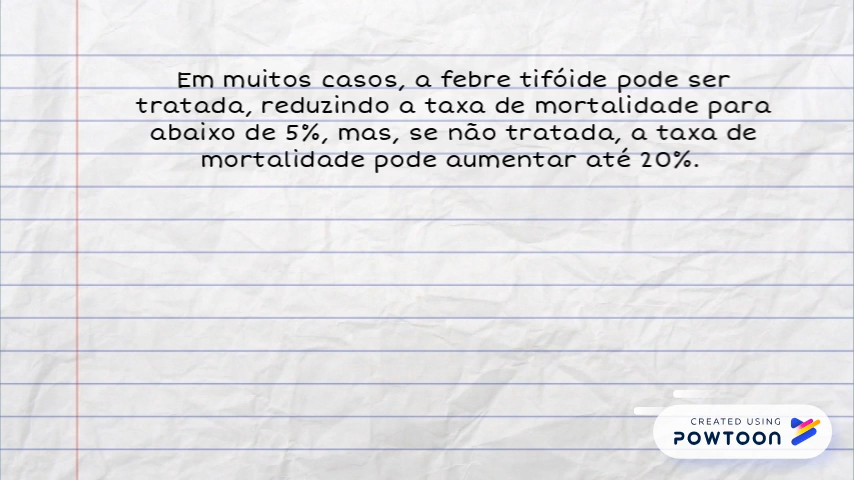 Em muitos casos, a febre tifóide pode ser
tratada, reduzindo a taxa de mortalidade para
abaixo de 5%, mas, se não tratada, a taxa de
mortalidade pode aumentar até 20%.
CREATED USING
POWTOON